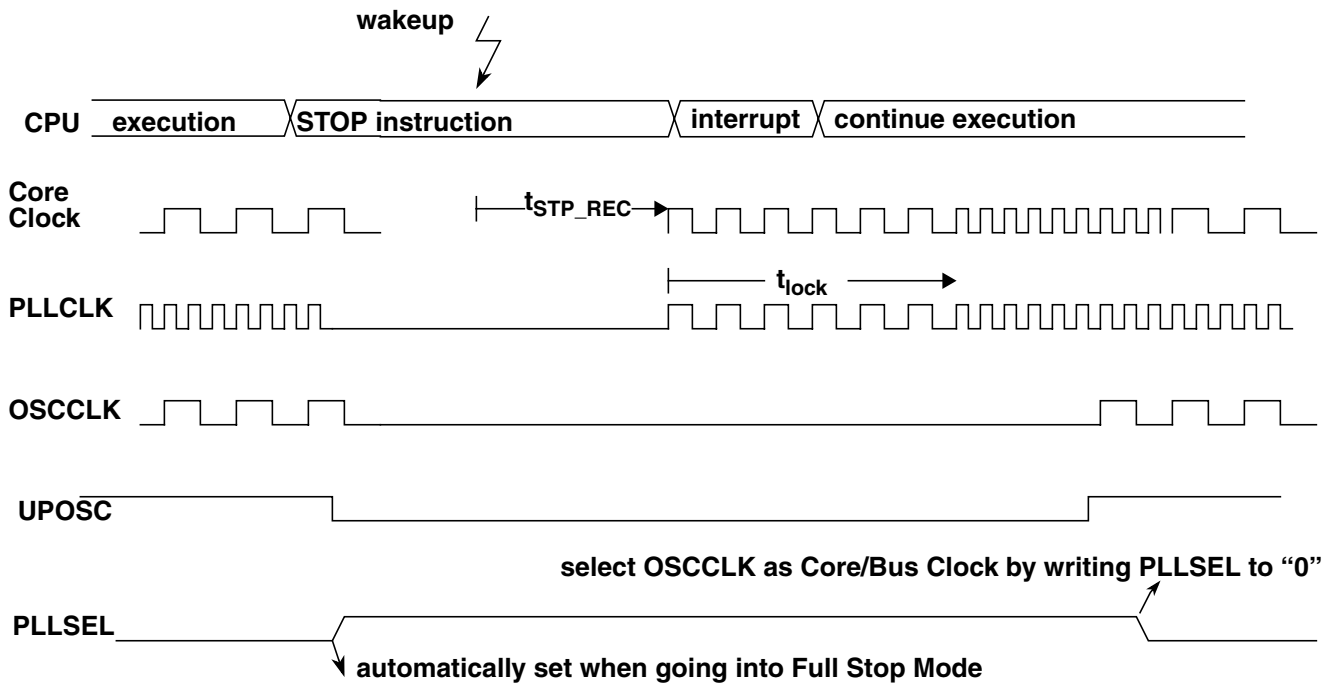 wakeup
CPU execution STOP instruction interrupt continue execution
Core
Clock
tSTP_REC
tlock
PLLCLK
OSCCLK
UPOSC
select OSCCLK as Core/Bus Clock by writing PLLSEL to “0”
PLLSEL
automatically set when going into Full Stop Mode